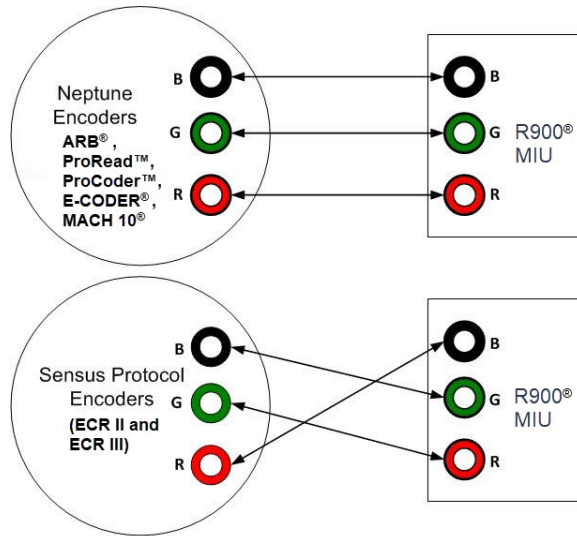 Neptune
Encoders
ARB® ,
ProRead™,
ProCoder™,
E-CODER® ,
MACH 10®
B
G
R
B
G
R
R900®
MIU
Sensus Protocol
Encoders
(ECR II and
ECR III)
B
G
R
B
G
R
R900®
MIU